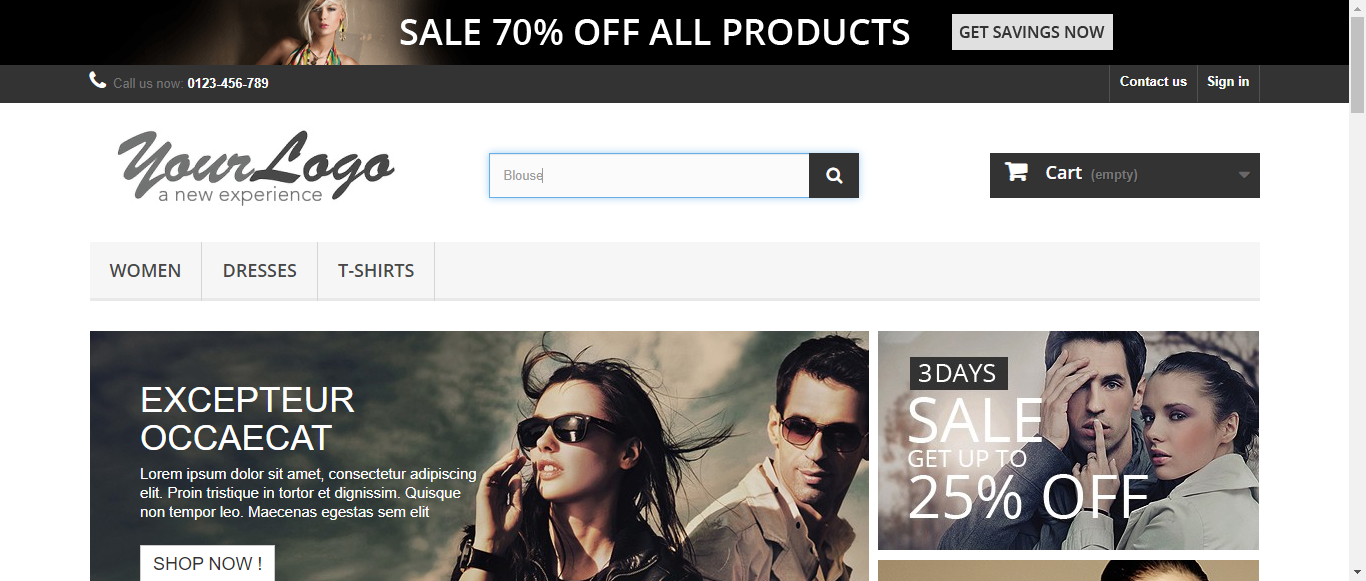 SALE 70% OFF ALL PRODUCTS
GET SAVINGS NOW
Call us now: 0123-456-789
Contact us
Sign in
YourLogo
a new experience
Blouse
Cart (empty)
WOMEN
DRESSES
T-SHIRTS
EXCEPTEUR
OCCAECAT
Lorem ipsum dolor sit amet, consectetur adipiscing
elit. Proin tristique in tortor et dignissim. Quisque
non tempor leo. Maecenas egestas sem elit
SHOP NOW !
3 DAYS
SALE
GET UP TO
25% OFF